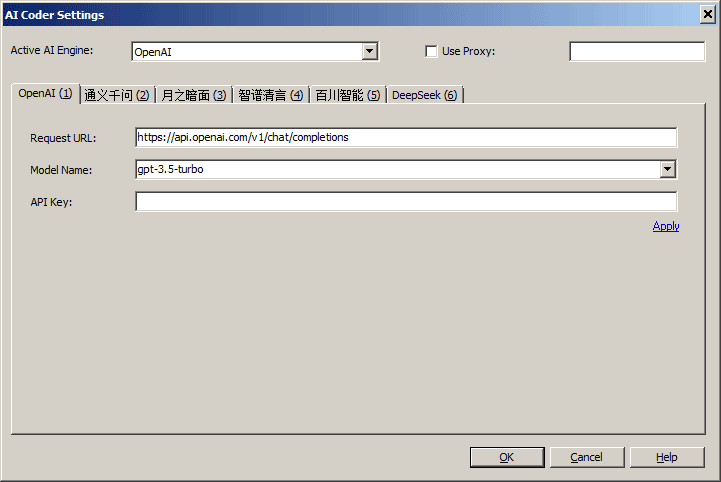 AI Coder Settings
Active AI Engine: OpenAI Use Proxy:
OpenAI (1) 通义千问 (2) 月之暗面 (3) 智谱清言 (4) 百川智能 (5) DeepSeek (6)
Request URL: https://api.openai.com/v1/chat/completions
Model Name: gpt-3.5-turbo
API Key:
Apply
OK Cancel Help